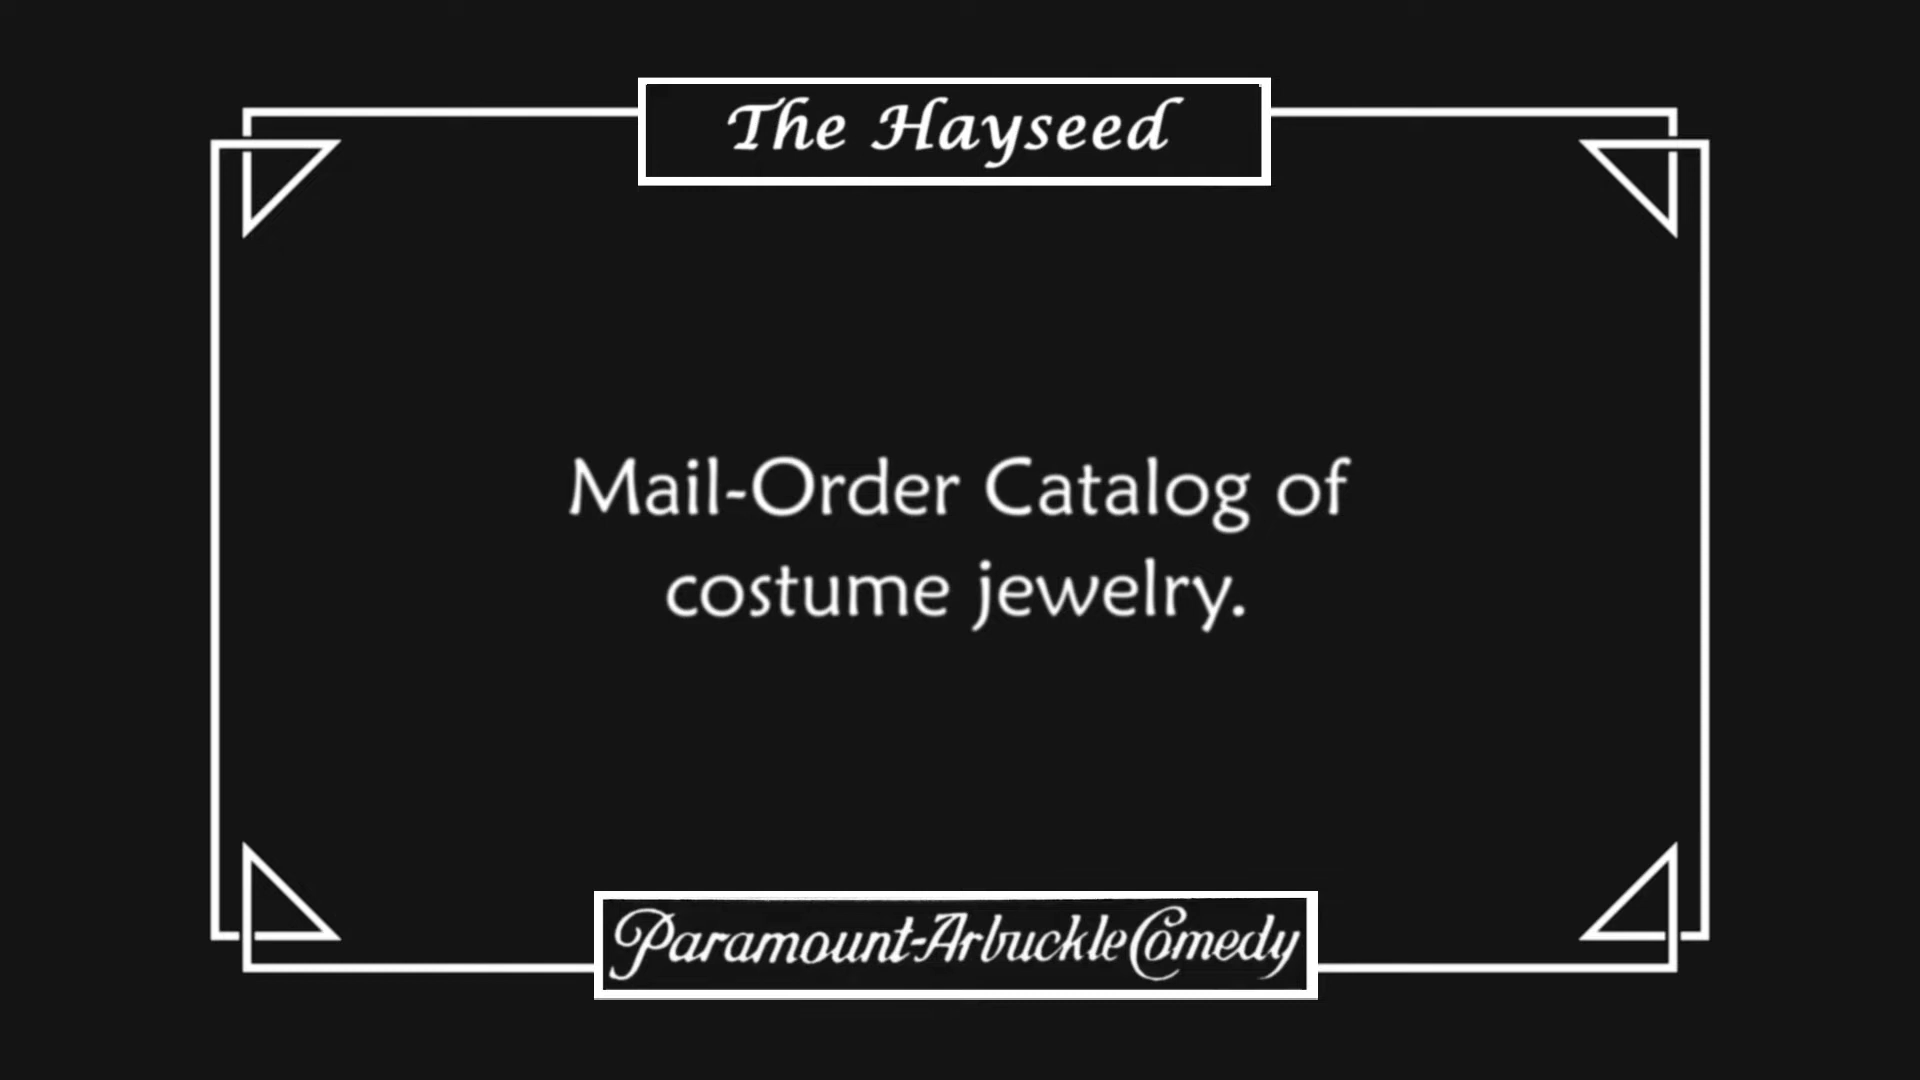 The Hayseed
Mail-Order Catalog of
costume jewelry.
Paramount-Arbuckle Comedy